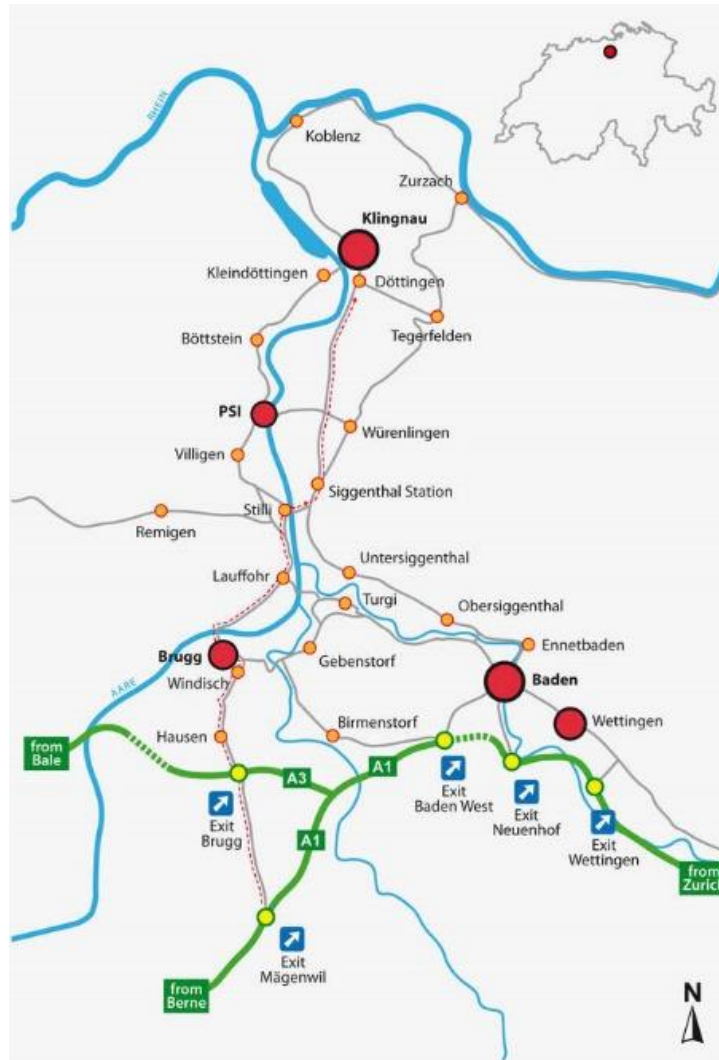 RHEIN
Koblenz
Zurzach
Klingnau
Kleindöttingen
Döttingen
Tegerfelden
Böttstein
PSI
Würenlingen
Villigen
Siggenthal Station
Stilli
Remigen
Untersiggenthal
Lauffohr
Turgi
Obersiggenthal
Ennetbaden
Brugg
Gebenstorf
Windisch
Baden
AARE
Wettingen
Birmenstorf
Hausen
from
Bale
A3
A1
Exit
Baden West
Exit
Neuenhof
Exit
Brugg
A1
Exit
Wettingen
from
Zurich
Exit
Mägenwil
from
Berne
N